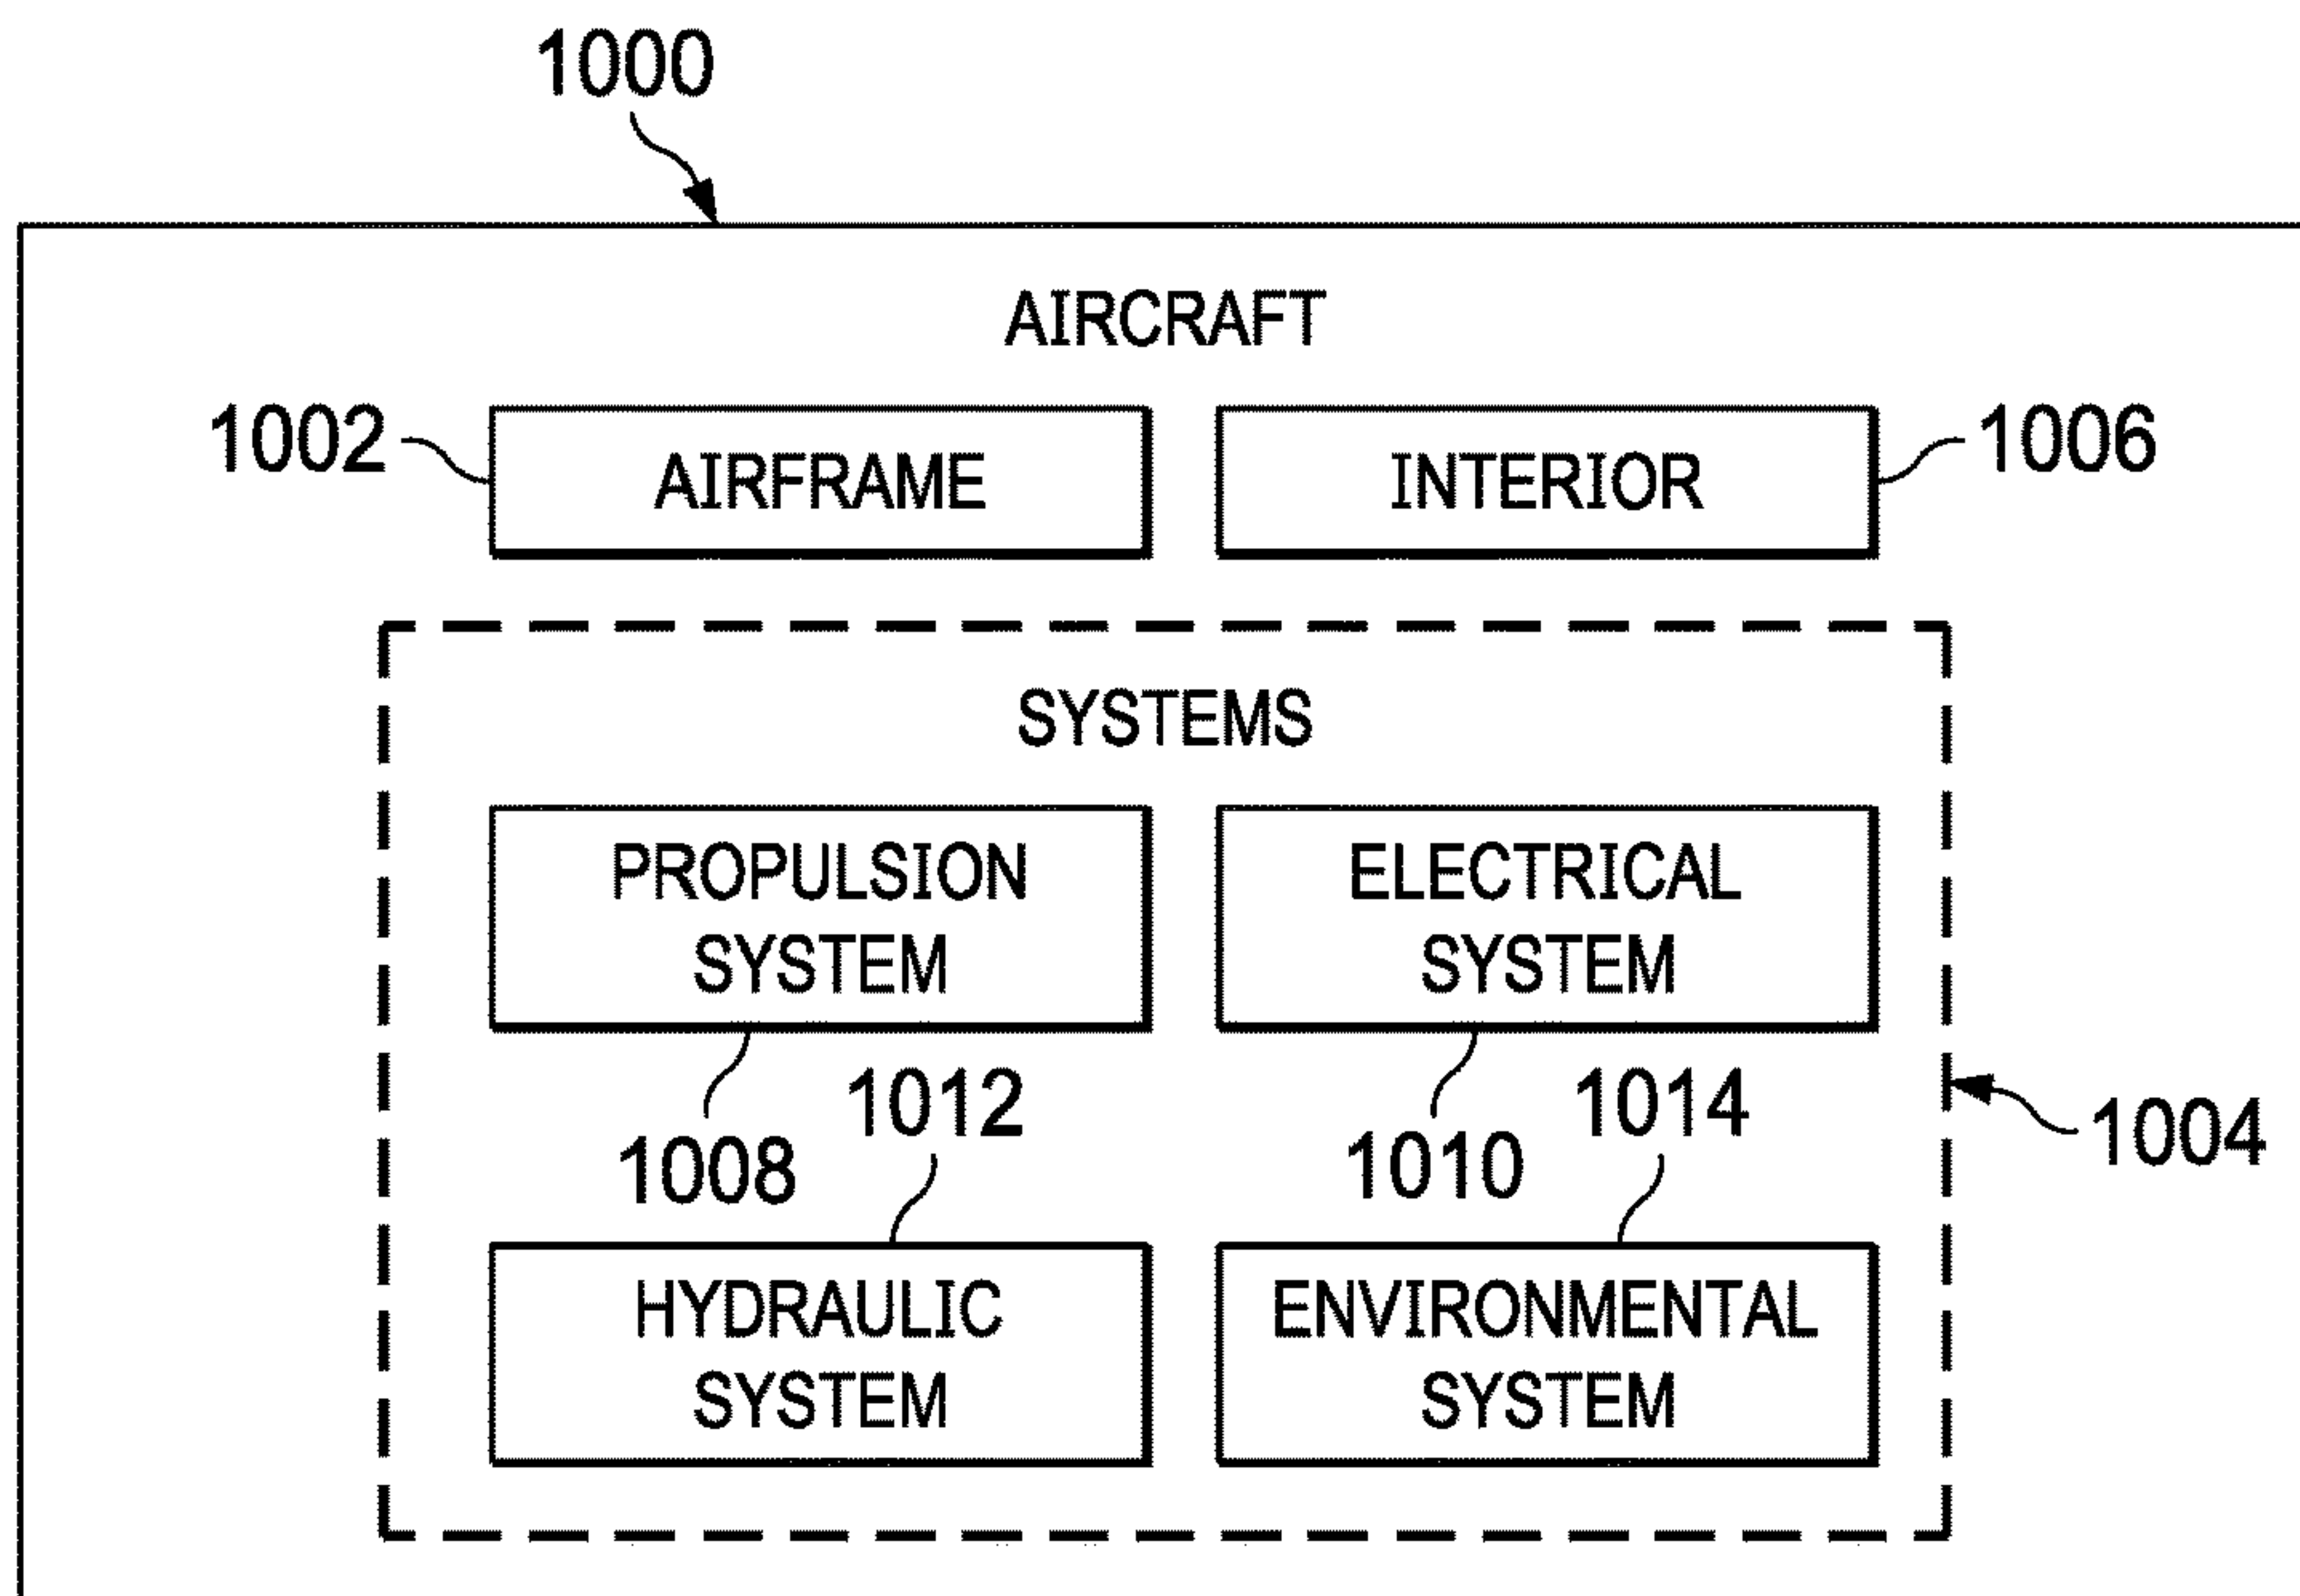 1000
AIRCRAFT
1002
AIRFRAME
INTERIOR
1006
SYSTEMS
PROPULSION
SYSTEM
ELECTRICAL
SYSTEM
1008
1012
1010
1014
1004
HYDRAULIC
SYSTEM
ENVIRONMENTAL
SYSTEM